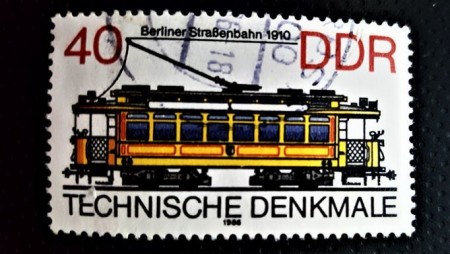 Berliner Straßenbahn 1910
40 DDR
TECHNISCHE DENKMALE
1986